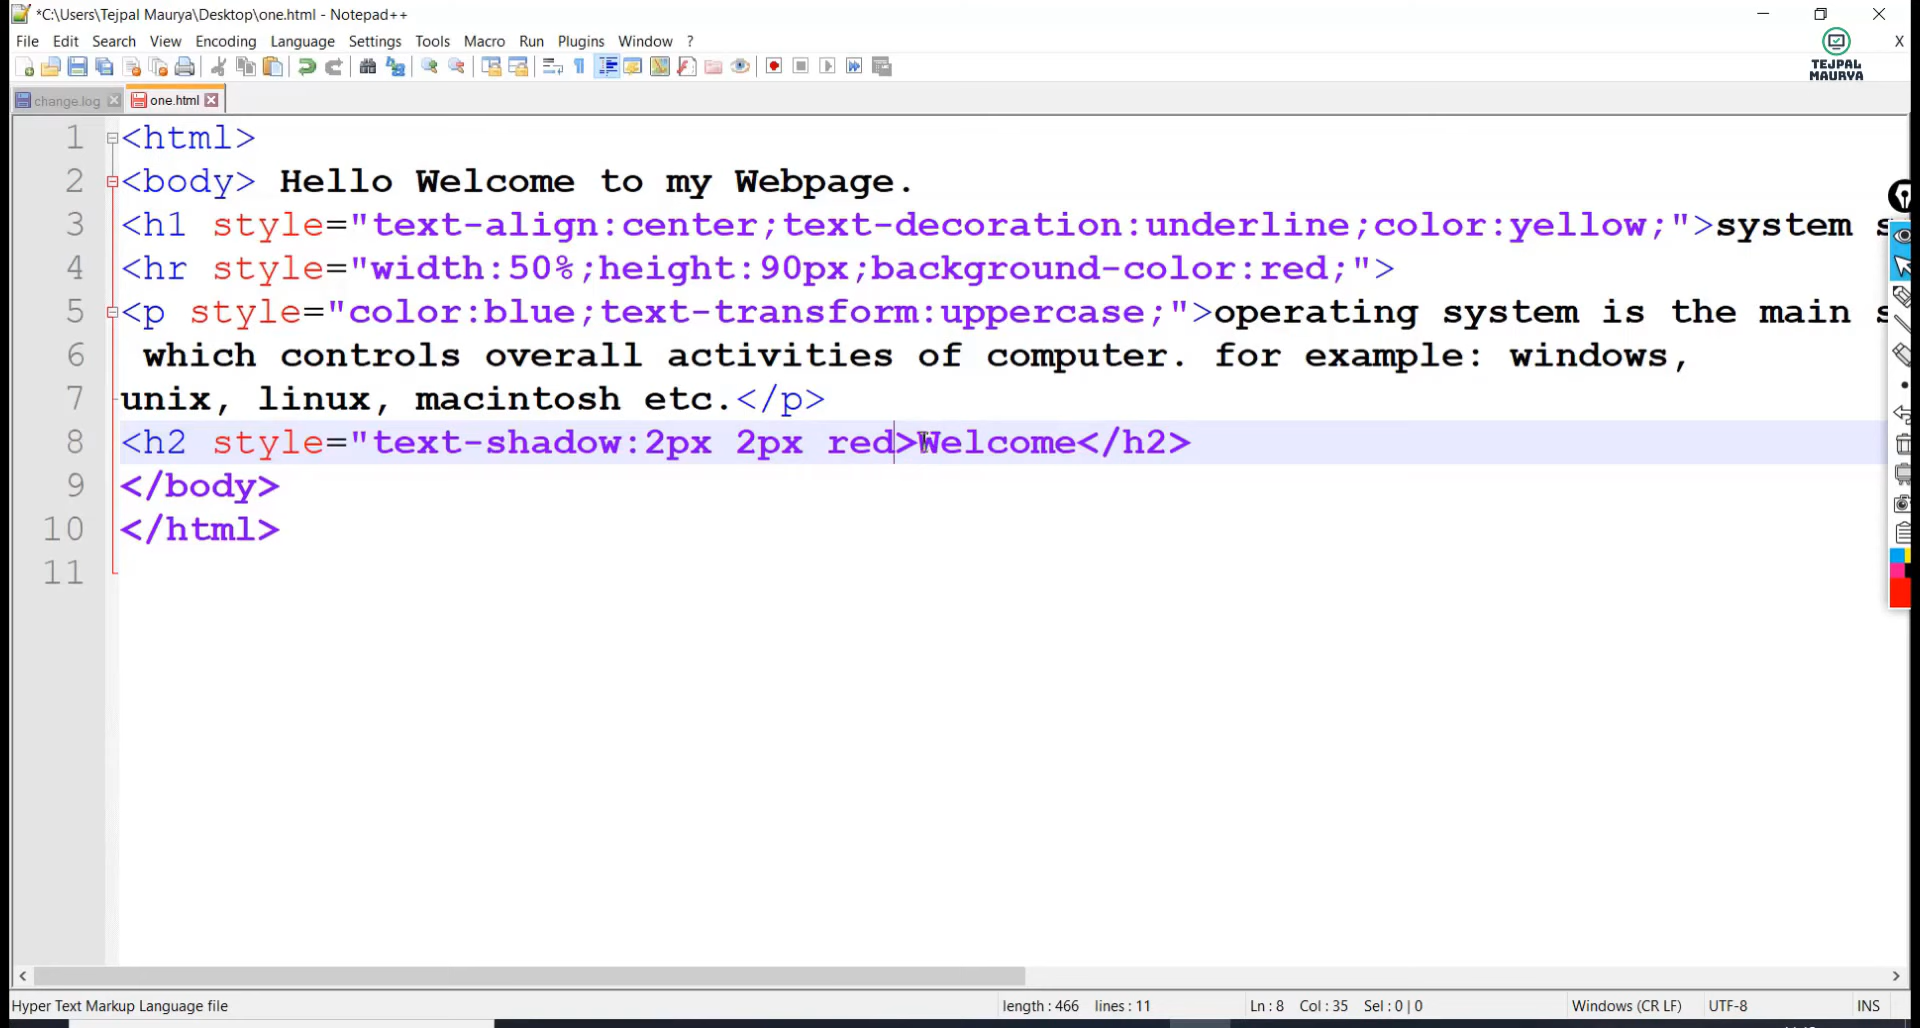 *C:\Users\Tejpal Maurya\Desktop\one.html - Notepad++
File Edit Search View Encoding Language Settings Tools Macro Run Plugins Window ?
X
TEJPAL
MAURYA
change.log one.html
1 <html>
2 <body> Hello Welcome to my Webpage.
3 <h1 style="text-align:center;text-decoration:underline;color:yellow;">system s
4 <hr style="width:50%;height:90px;background-color:red;">
5 <p style="color:blue;text-transform:uppercase;">operating system is the main s
6 which controls overall activities of computer. for example: windows,
7 unix, linux, macintosh etc.</p>
8 <h2 style="text-shadow:2px 2px red>Welcome</h2>
9 </body>
10 </html>
11
Hyper Text Markup Language file length : 466 lines : 11 Ln : 8 Col : 35 Sel : 0 | 0 Windows (CR LF) UTF-8 INS